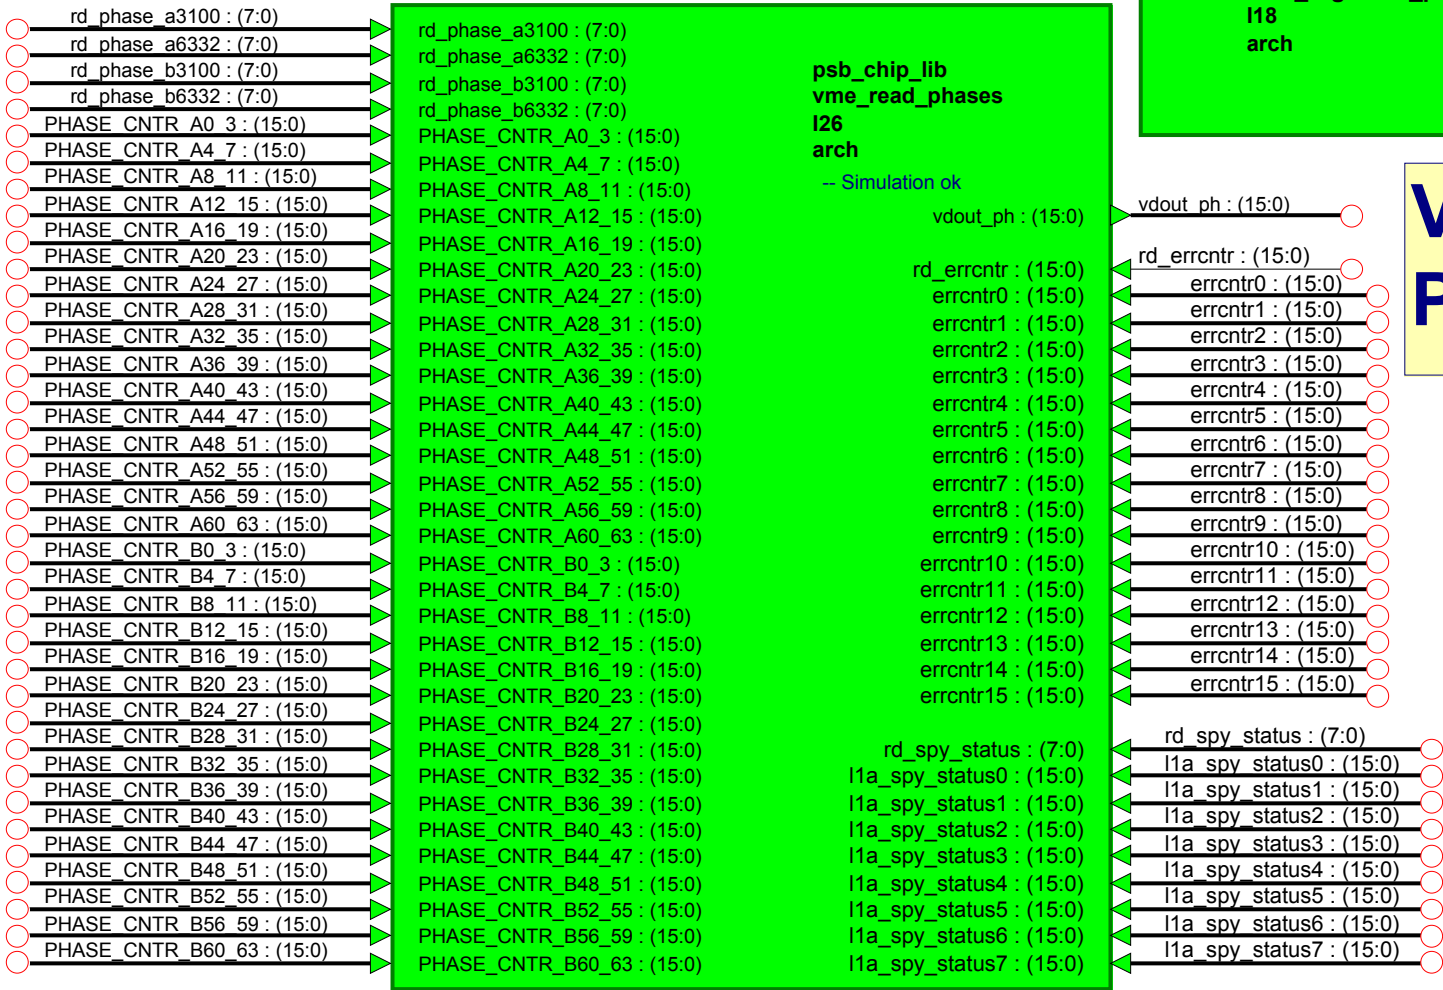 rd_phase_a3100 : (7:0)
rd_phase_a6332 : (7:0)
rd_phase_b3100 : (7:0)
rd_phase_b6332 : (7:0)
PHASE_CNTR_A0_3 : (15:0)
PHASE_CNTR_A4_7 : (15:0)
PHASE_CNTR_A8_11 : (15:0)
PHASE_CNTR_A12_15 : (15:0)
PHASE_CNTR_A16_19 : (15:0)
PHASE_CNTR_A20_23 : (15:0)
PHASE_CNTR_A24_27 : (15:0)
PHASE_CNTR_A28_31 : (15:0)
PHASE_CNTR_A32_35 : (15:0)
PHASE_CNTR_A36_39 : (15:0)
PHASE_CNTR_A40_43 : (15:0)
PHASE_CNTR_A44_47 : (15:0)
PHASE_CNTR_A48_51 : (15:0)
PHASE_CNTR_A52_55 : (15:0)
PHASE_CNTR_A56_59 : (15:0)
PHASE_CNTR_A60_63 : (15:0)
PHASE_CNTR_B0_3 : (15:0)
PHASE_CNTR_B4_7 : (15:0)
PHASE_CNTR_B8_11 : (15:0)
PHASE_CNTR_B12_15 : (15:0)
PHASE_CNTR_B16_19 : (15:0)
PHASE_CNTR_B20_23 : (15:0)
PHASE_CNTR_B24_27 : (15:0)
PHASE_CNTR_B28_31 : (15:0)
PHASE_CNTR_B32_35 : (15:0)
PHASE_CNTR_B36_39 : (15:0)
PHASE_CNTR_B40_43 : (15:0)
PHASE_CNTR_B44_47 : (15:0)
PHASE_CNTR_B48_51 : (15:0)
PHASE_CNTR_B52_55 : (15:0)
PHASE_CNTR_B56_59 : (15:0)
PHASE_CNTR_B60_63 : (15:0)
rd_phase_a3100 : (7:0)
rd_phase_a6332 : (7:0)
rd_phase_b3100 : (7:0)
rd_phase_b6332 : (7:0)
PHASE_CNTR_A0_3 : (15:0)
PHASE_CNTR_A4_7 : (15:0)
PHASE_CNTR_A8_11 : (15:0)
PHASE_CNTR_A12_15 : (15:0)
PHASE_CNTR_A16_19 : (15:0)
PHASE_CNTR_A20_23 : (15:0)
PHASE_CNTR_A24_27 : (15:0)
PHASE_CNTR_A28_31 : (15:0)
PHASE_CNTR_A32_35 : (15:0)
PHASE_CNTR_A36_39 : (15:0)
PHASE_CNTR_A40_43 : (15:0)
PHASE_CNTR_A44_47 : (15:0)
PHASE_CNTR_A48_51 : (15:0)
PHASE_CNTR_A52_55 : (15:0)
PHASE_CNTR_A56_59 : (15:0)
PHASE_CNTR_A60_63 : (15:0)
PHASE_CNTR_B0_3 : (15:0)
PHASE_CNTR_B4_7 : (15:0)
PHASE_CNTR_B8_11 : (15:0)
PHASE_CNTR_B12_15 : (15:0)
PHASE_CNTR_B16_19 : (15:0)
PHASE_CNTR_B20_23 : (15:0)
PHASE_CNTR_B24_27 : (15:0)
PHASE_CNTR_B28_31 : (15:0)
PHASE_CNTR_B32_35 : (15:0)
PHASE_CNTR_B36_39 : (15:0)
PHASE_CNTR_B40_43 : (15:0)
PHASE_CNTR_B44_47 : (15:0)
PHASE_CNTR_B48_51 : (15:0)
PHASE_CNTR_B52_55 : (15:0)
PHASE_CNTR_B56_59 : (15:0)
PHASE_CNTR_B60_63 : (15:0)
psb_chip_lib
vme_read_phases
I26
arch
-- Simulation ok
vdout_ph : (15:0)
rd_errcntr : (15:0)
errcntr0 : (15:0)
errcntr1 : (15:0)
errcntr2 : (15:0)
errcntr3 : (15:0)
errcntr4 : (15:0)
errcntr5 : (15:0)
errcntr6 : (15:0)
errcntr7 : (15:0)
errcntr8 : (15:0)
errcntr9 : (15:0)
errcntr10 : (15:0)
errcntr11 : (15:0)
errcntr12 : (15:0)
errcntr13 : (15:0)
errcntr14 : (15:0)
errcntr15 : (15:0)
rd_spy_status : (7:0)
l1a_spy_status0 : (15:0)
l1a_spy_status1 : (15:0)
l1a_spy_status2 : (15:0)
l1a_spy_status3 : (15:0)
l1a_spy_status4 : (15:0)
l1a_spy_status5 : (15:0)
l1a_spy_status6 : (15:0)
l1a_spy_status7 : (15:0)
I18
arch
vdout_ph : (15:0)
rd_errcntr : (15:0)
errcntr0 : (15:0)
errcntr1 : (15:0)
errcntr2 : (15:0)
errcntr3 : (15:0)
errcntr4 : (15:0)
errcntr5 : (15:0)
errcntr6 : (15:0)
errcntr7 : (15:0)
errcntr8 : (15:0)
errcntr9 : (15:0)
errcntr10 : (15:0)
errcntr11 : (15:0)
errcntr12 : (15:0)
errcntr13 : (15:0)
errcntr14 : (15:0)
errcntr15 : (15:0)
rd_spy_status : (7:0)
l1a_spy_status0 : (15:0)
l1a_spy_status1 : (15:0)
l1a_spy_status2 : (15:0)
l1a_spy_status3 : (15:0)
l1a_spy_status4 : (15:0)
l1a_spy_status5 : (15:0)
l1a_spy_status6 : (15:0)
l1a_spy_status7 : (15:0)